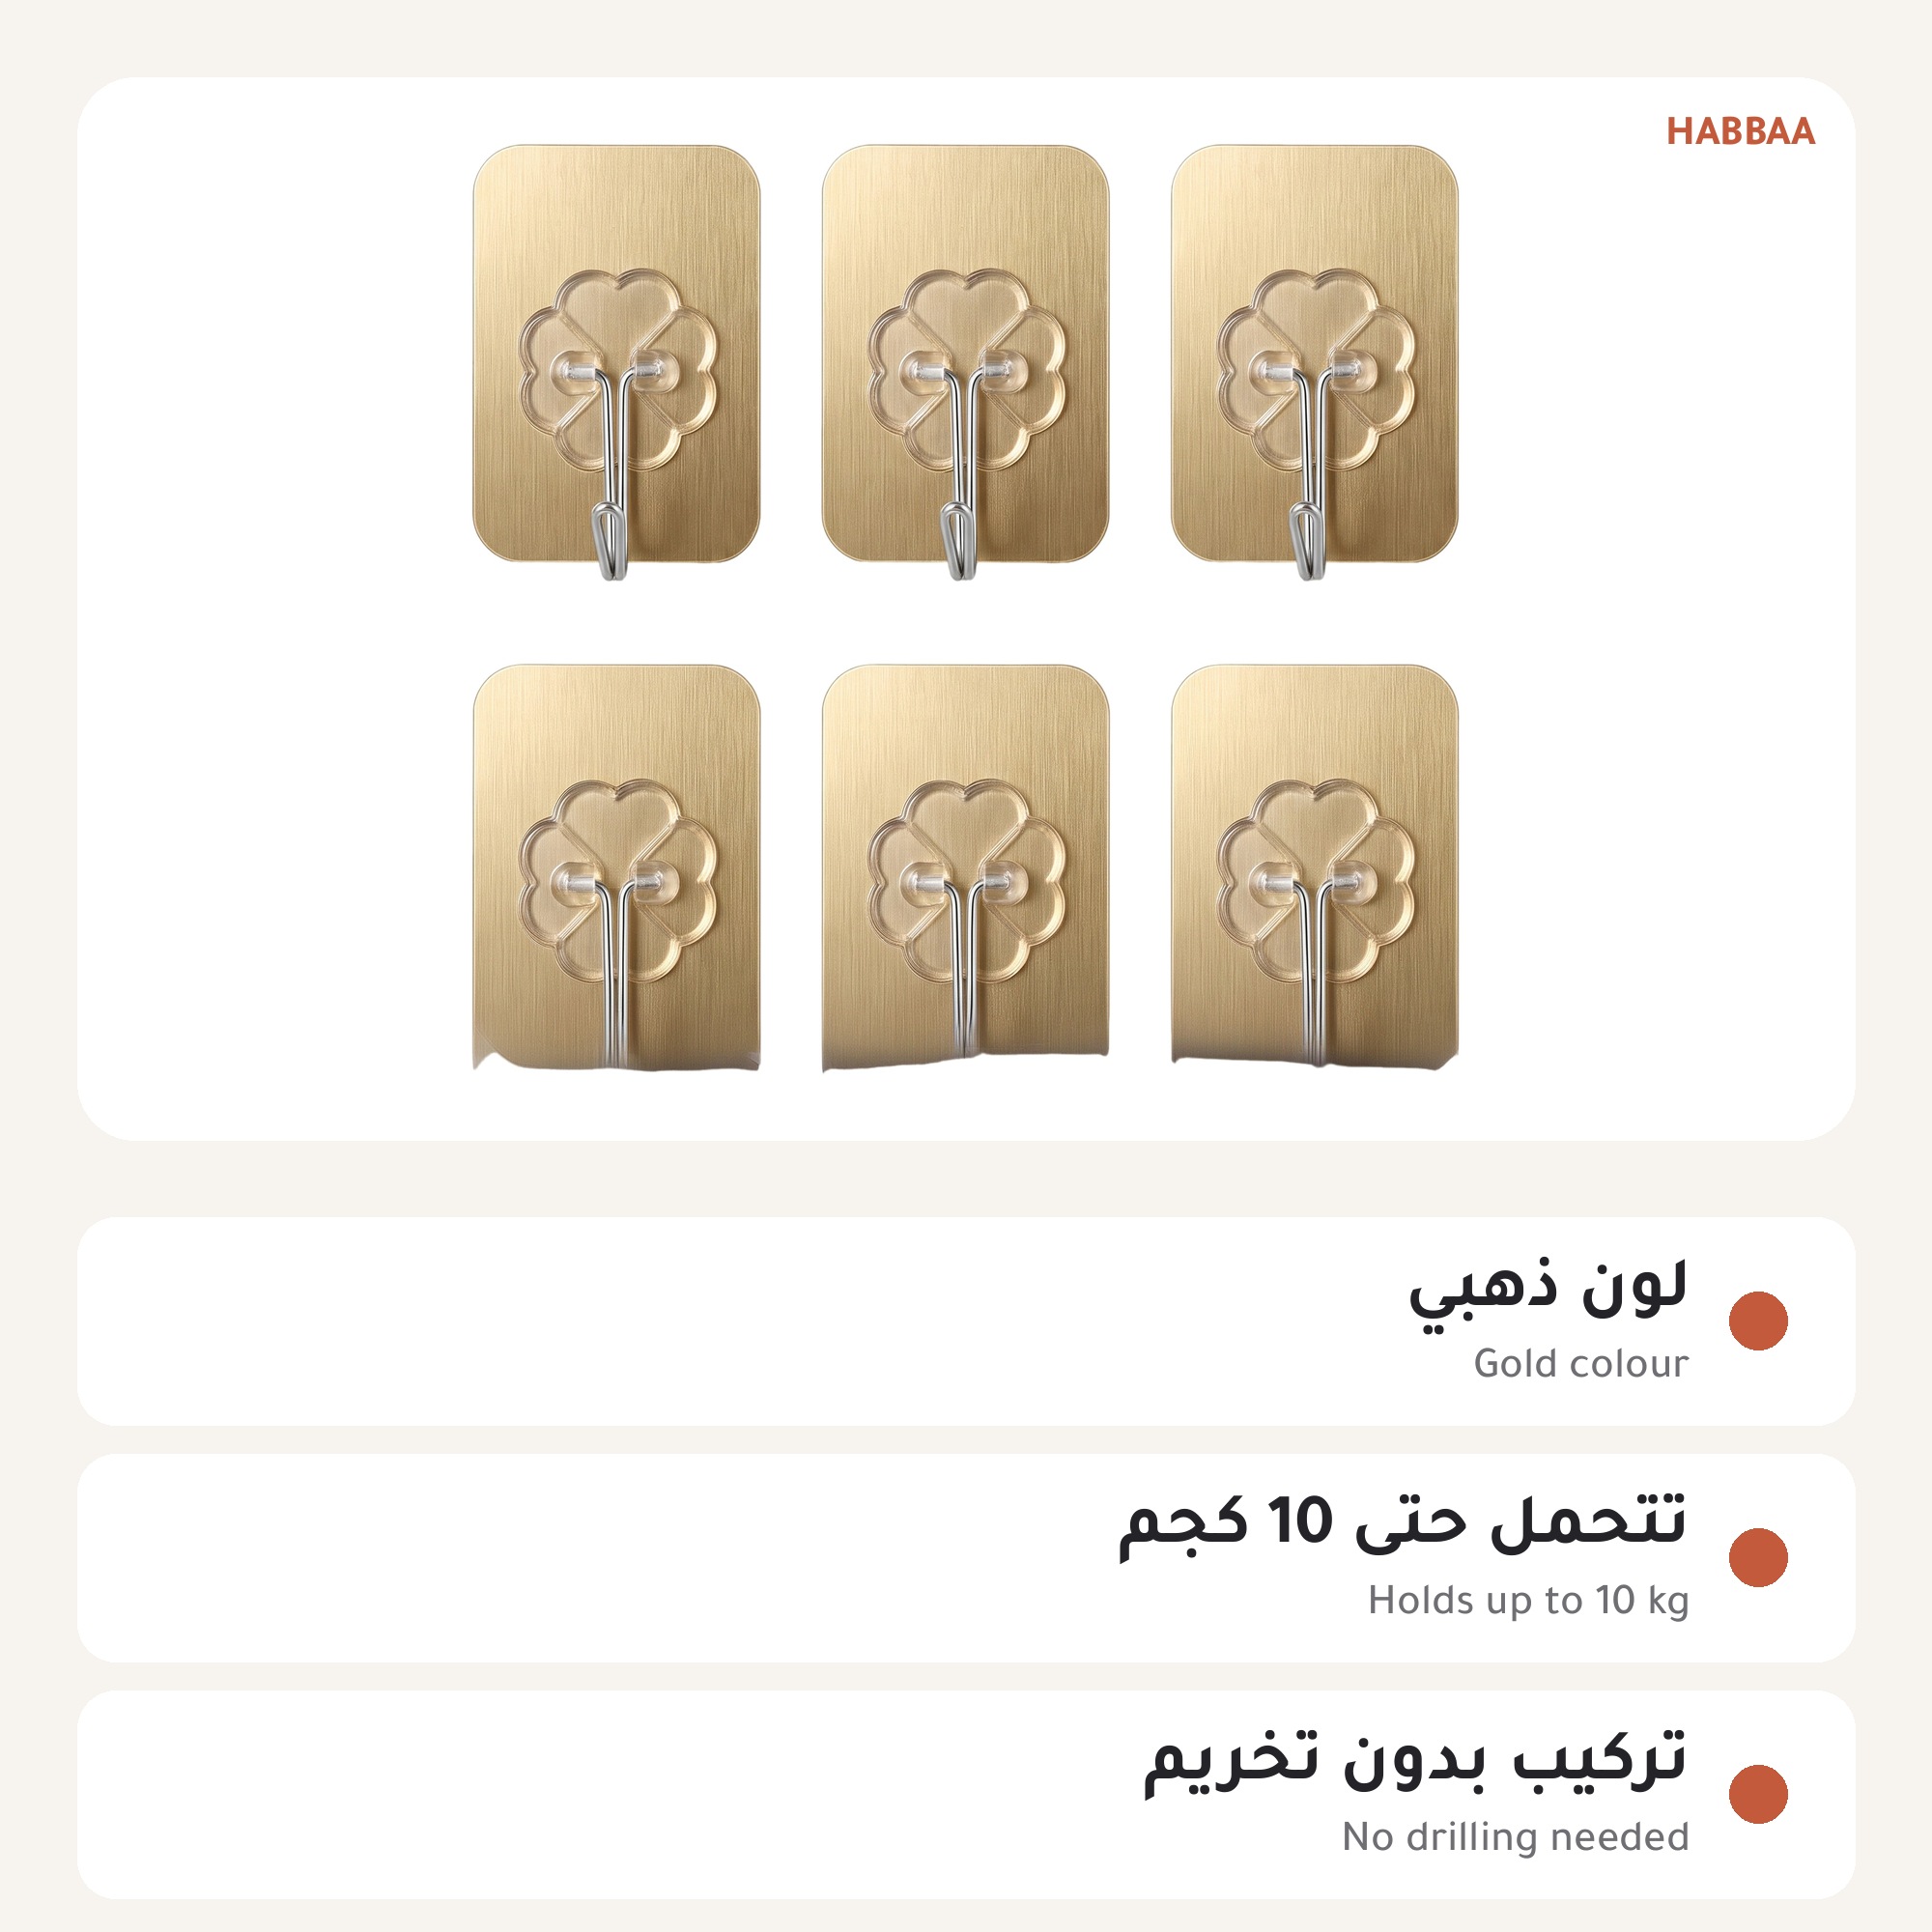 HABBAA
لون ذهبي
Gold colour
تتحمل حتى 10 كجم
Holds up to 10 kg
تركيب بدون تخريم
No drilling needed